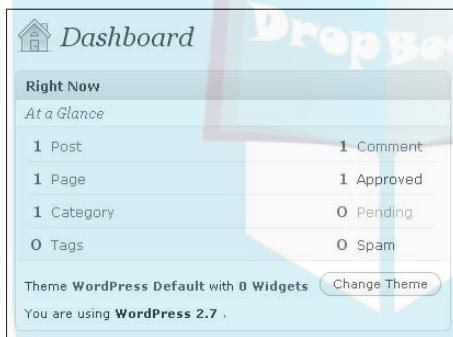 Dashboard
Right Now
At a Glance
1 Post 1 Comment
1 Page 1 Approved
1 Category 0 Pending
0 Tags 0 Spam
Theme WordPress Default with 0 Widgets Change Theme
You are using WordPress 2.7 .